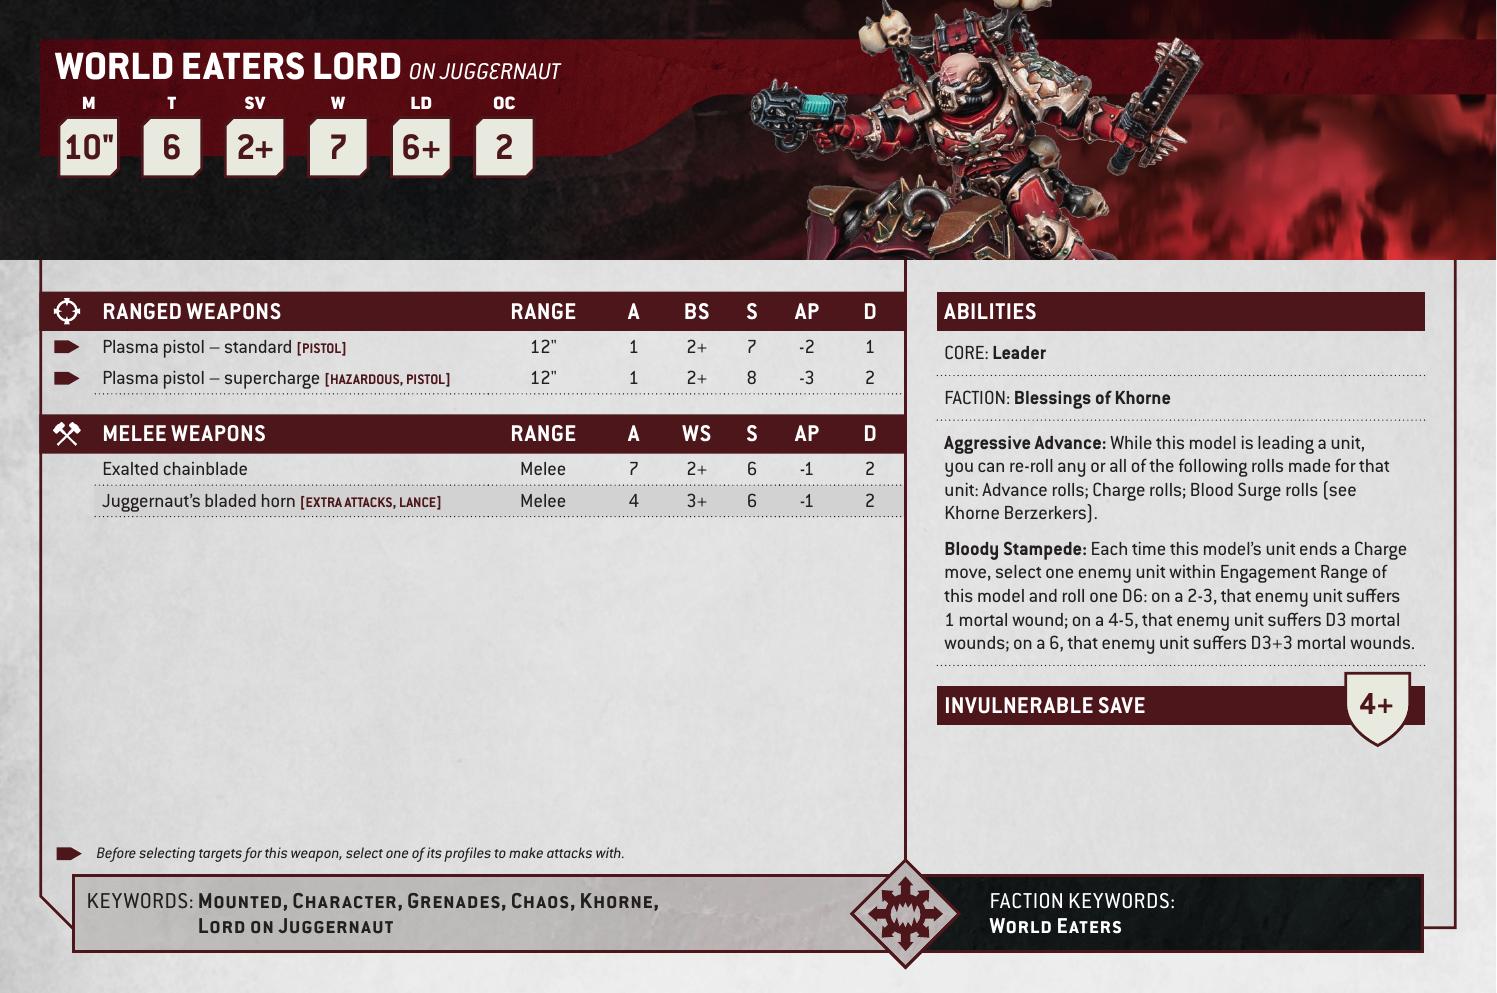 WORLD EATERS LORD ON JUGGERNAUT
M T SV W LD OC
10" 6 2+ 7 6+ 2
RANGED WEAPONS RANGE A BS S AP D
Plasma pistol – standard [PISTOL] 12" 1 2+ 7 -2 1
Plasma pistol – supercharge [HAZARDOUS, PISTOL] 12" 1 2+ 8 -3 2
MELEE WEAPONS RANGE A WS S AP D
Exalted chainblade Melee 7 2+ 6 -1 2
Juggernaut’s bladed horn [EXTRA ATTACKS, LANCE] Melee 4 3+ 6 -1 2
Before selecting targets for this weapon, select one of its profiles to make attacks with.
ABILITIES
CORE: Leader
FACTION: Blessings of Khorne
Aggressive Advance: While this model is leading a unit,
you can re-roll any or all of the following rolls made for that
unit: Advance rolls; Charge rolls; Blood Surge rolls (see
Khorne Berzerkers).
Bloody Stampede: Each time this model’s unit ends a Charge
move, select one enemy unit within Engagement Range of
this model and roll one D6: on a 2-3, that enemy unit suffers
1 mortal wound; on a 4-5, that enemy unit suffers D3 mortal
wounds; on a 6, that enemy unit suffers D3+3 mortal wounds.
INVULNERABLE SAVE 4+
KEYWORDS: MOUNTED, CHARACTER, GRENADES, CHAOS, KHORNE,
LORD ON JUGGERNAUT
FACTION KEYWORDS:
WORLD EATERS